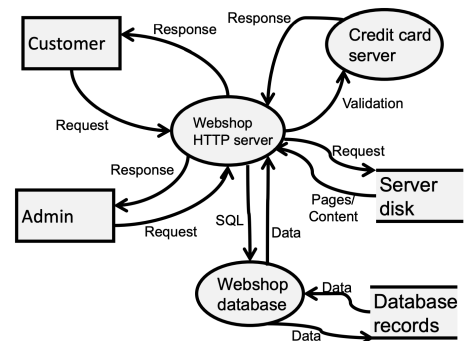 Response
Response
Customer
Credit card
server
Webshop
HTTP server
Validation
Request
Request
Response
Server
disk
Pages/
Content
Admin
Request
SQL
Data
Webshop
database
Data
Database
records
Data